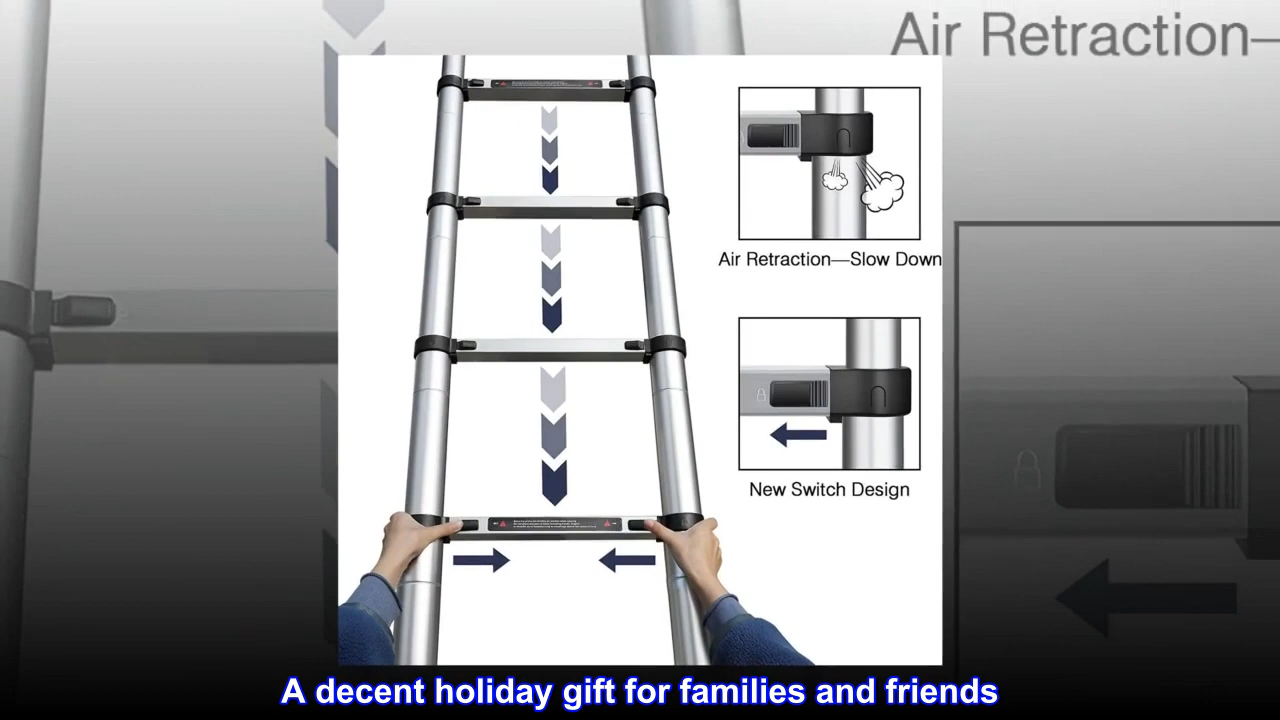 Air Retraction—
Air Retraction—Slow Down
New Switch Design
A decent holiday gift for families and friends